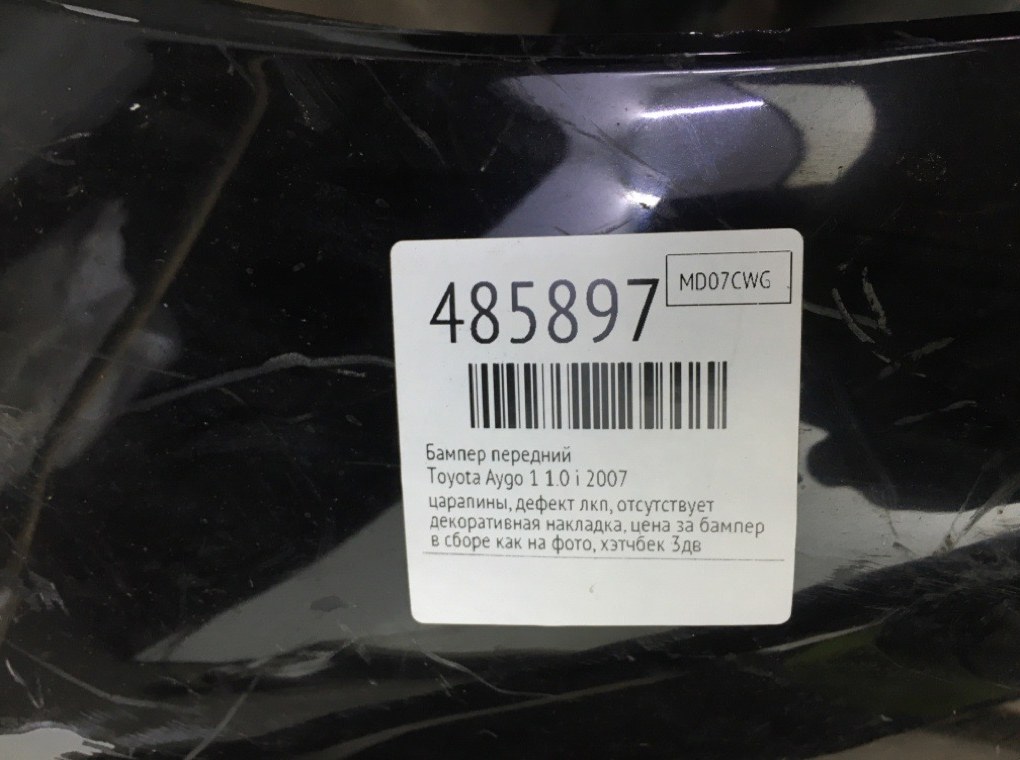 485897
MD07CWG
Бампер передний
Toyota Aygo 1 1.0 i 2007
царапины, дефект лкп, отсутствует
декоративная накладка, цена за бампер
в сборе как на фото, хэтчбек 3дв